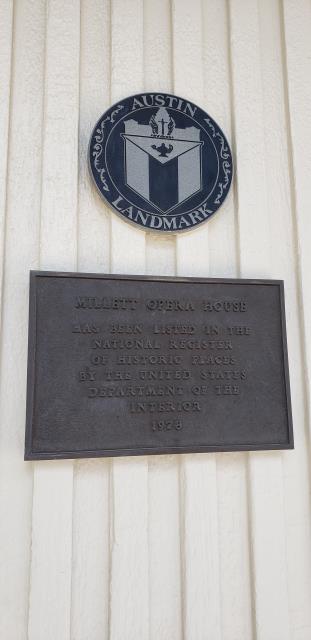 AUSTIN
LANDMARK
MILLETT OPERA HOUSE
HAS BEEN LISTED IN THE
NATIONAL REGISTER
OF HISTORIC PLACES
BY THE UNITED STATES
DEPARTMENT OF THE
INTERIOR
1978